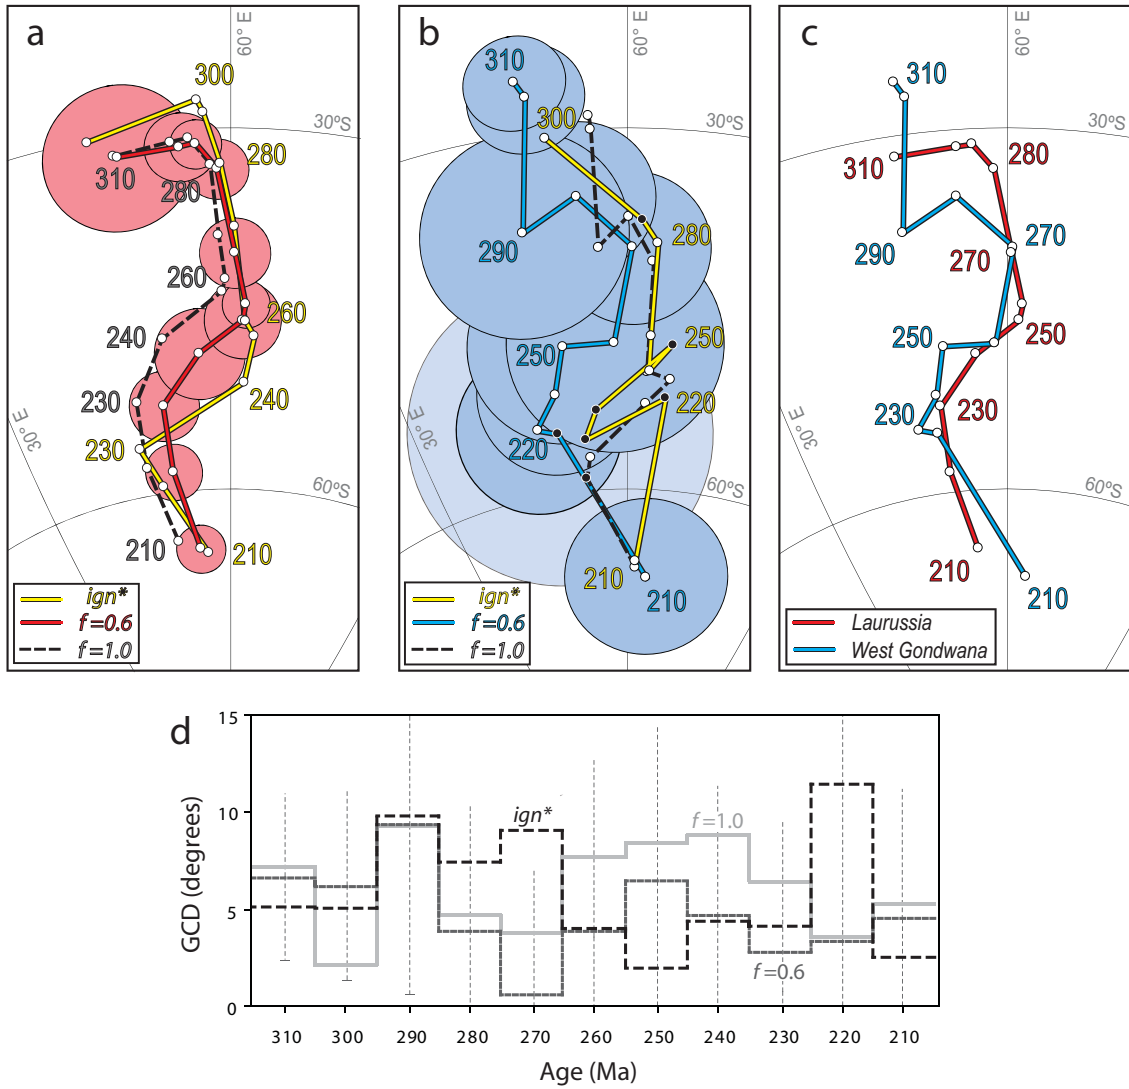 a
60° E
30°S
300
280
310
280
260
260
240
240
230
230
30° E
60°S
210
210
ign*
f=0.6
f=1.0
b
60° E
30°S
310
300
290
280
250
250
220
220
30° E
60°S
210
210
ign*
f=0.6
f=1.0
c
60° E
30°S
310
310
280
290
270
270
250
250
230
230
30° E
60°S
210
210
Laurussia
West Gondwana
d
GCD (degrees)
15
10
5
0
ign*
f=1.0
f=0.6
310 300 290 280 270 260 250 240 230 220 210
Age (Ma)